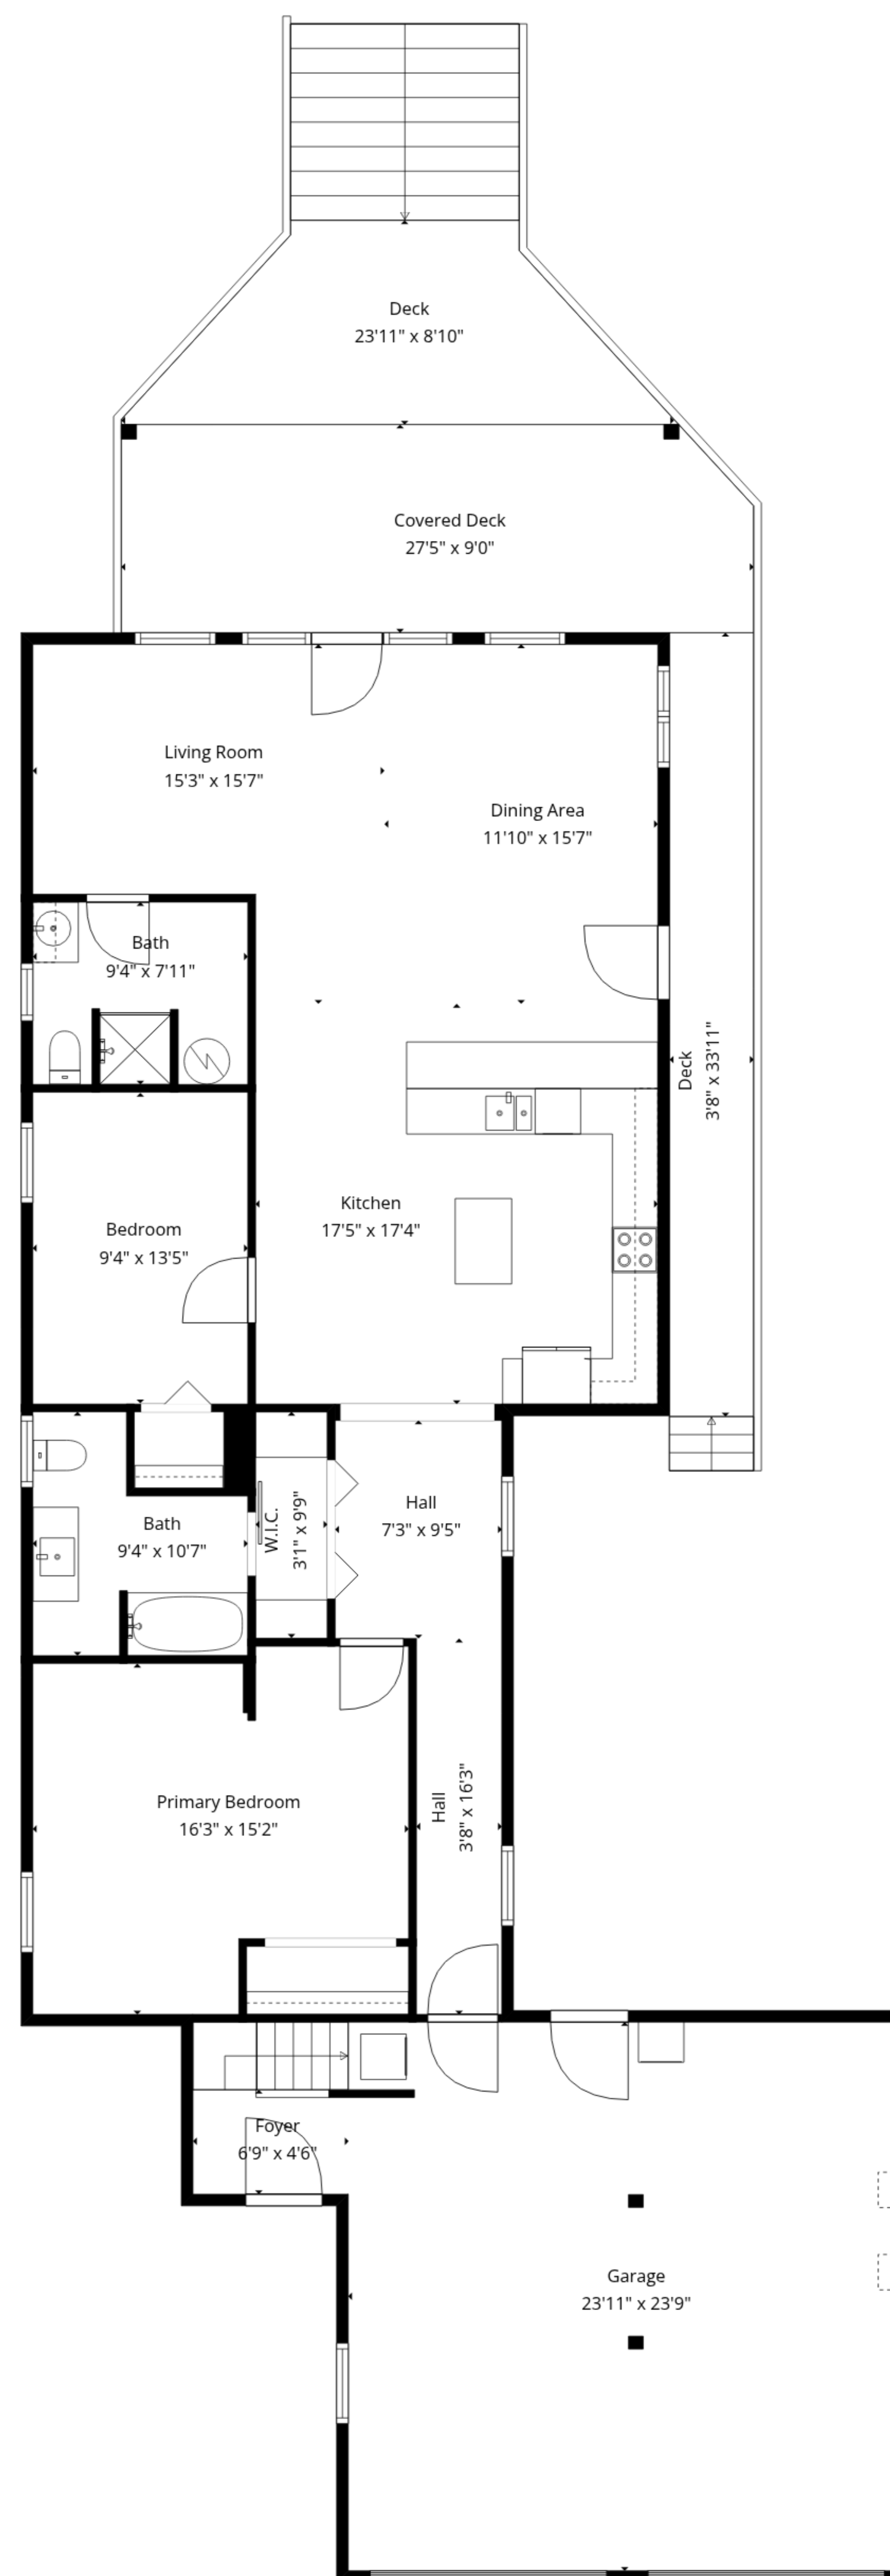 Deck
23'11" x 8'10"
Covered Deck
27'5" x 9'0"
Living Room
15'3" x 15'7"
Dining Area
11'10" x 15'7"
Bath
9'4" x 7'11"
Deck
3'8" x 33'11"
Kitchen
17'5" x 17'4"
Bedroom
9'4" x 13'5"
Hall
7'3" x 9'5"
W.I.C.
3'1" x 9'9"
Bath
9'4" x 10'7"
Primary Bedroom
16'3" x 15'2"
Hall
3'8" x 16'3"
Foyer
6'9" x 4'6"
Garage
23'11" x 23'9"